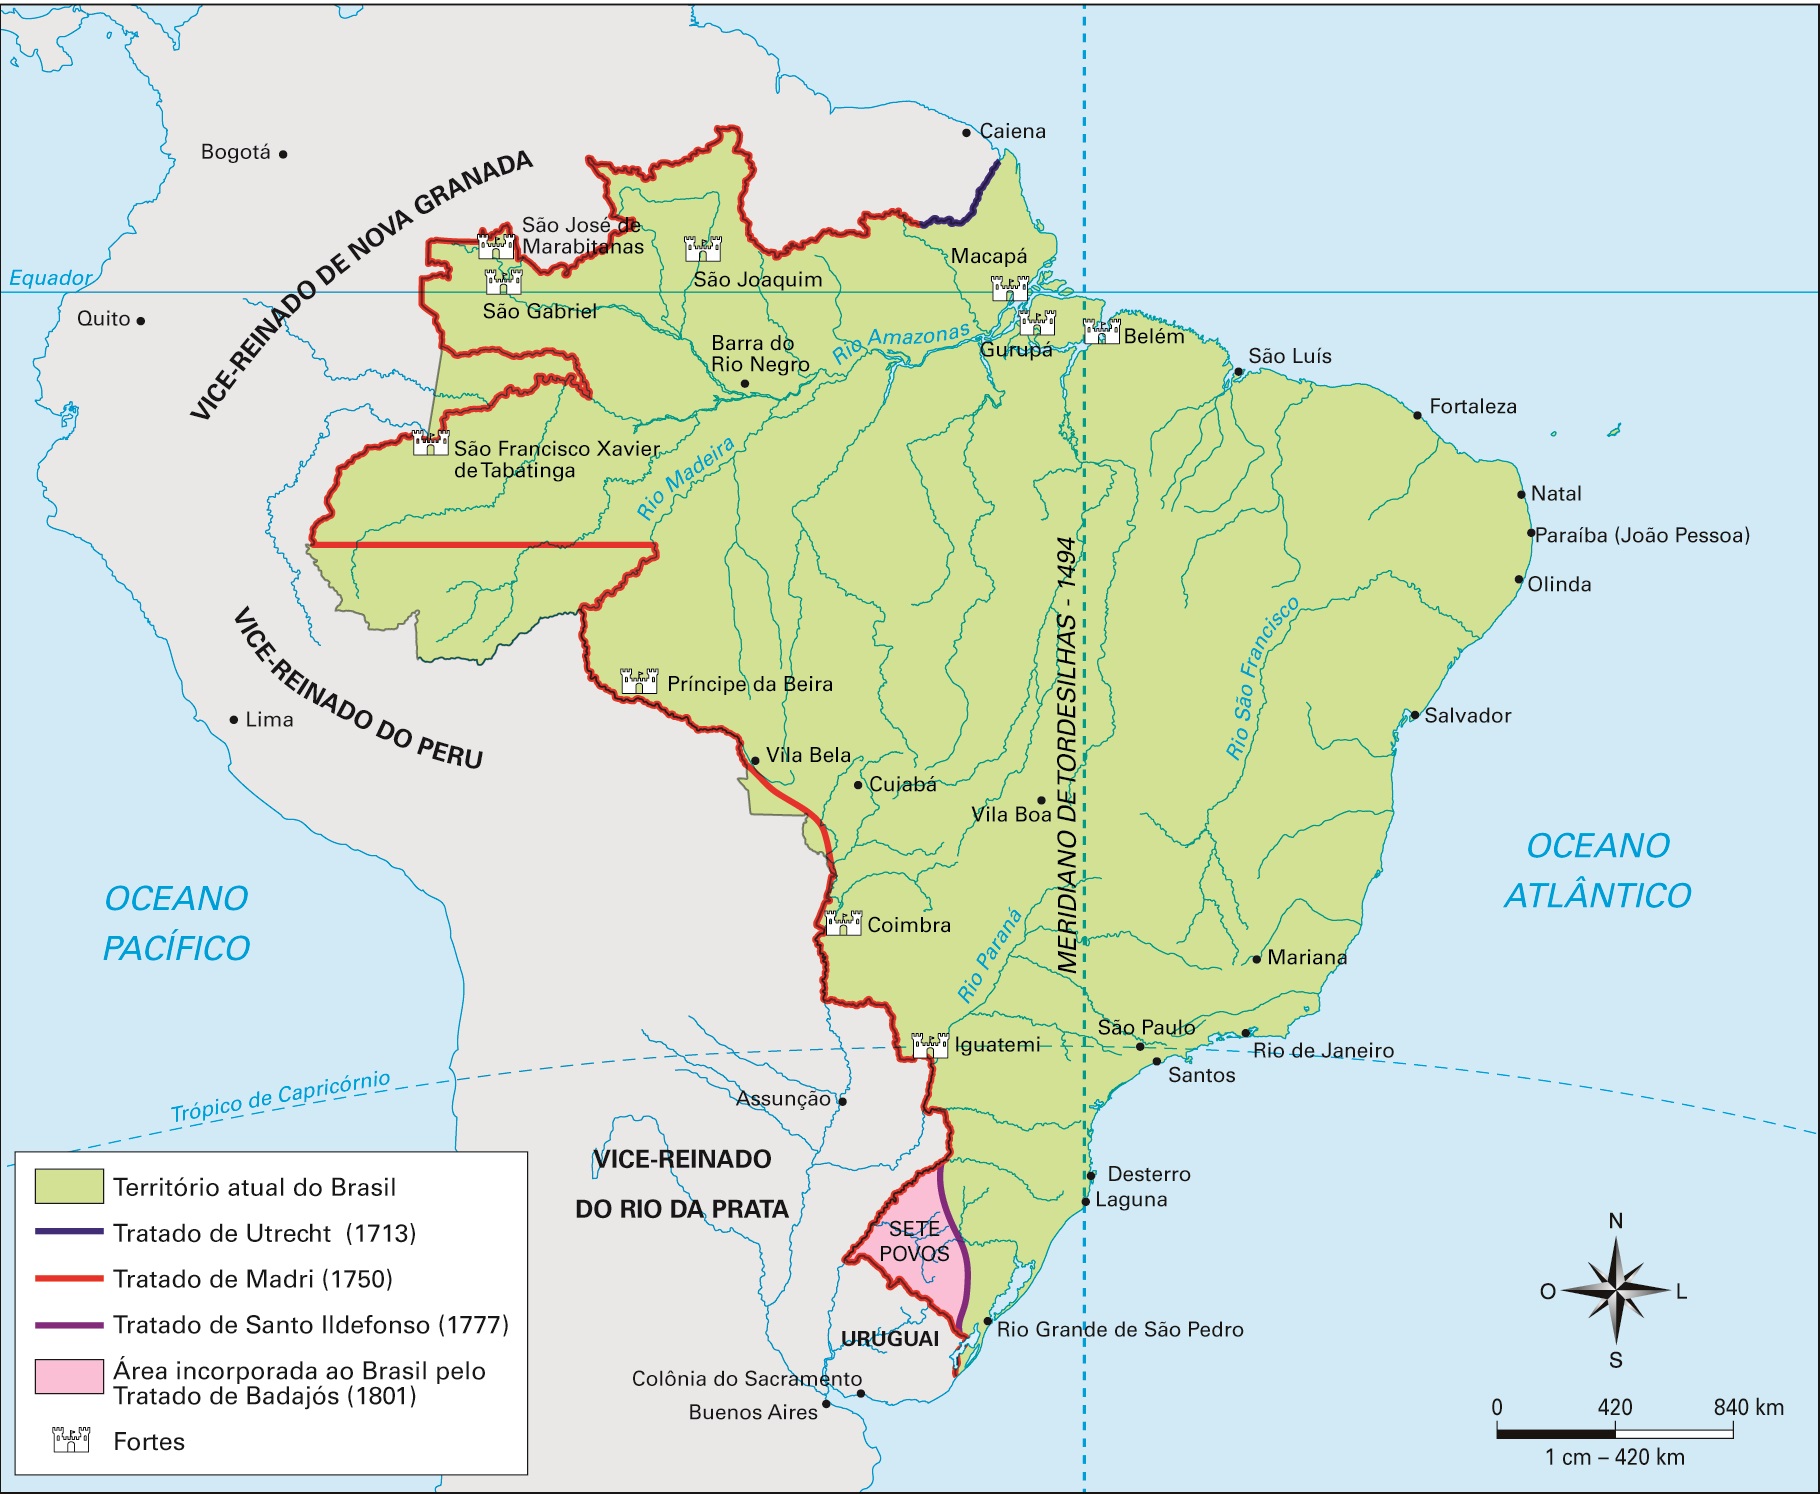 Caiena
Bogotá
VICE-REINADO DE NOVA GRANADA
São José de
Marabitanas
Macapá
São Joaquim
Equador
São Gabriel
Quito
Rio Amazonas
Belém
Gurupá
Barra do
Rio Negro
São Luís
Fortaleza
São Francisco Xavier
de Tabatinga
Rio Madeira
Natal
Paraíba (João Pessoa)
Olinda
MERIDIANO DE TORDESILHAS - 1494
Rio São Francisco
VICE-REINADO DO PERU
Príncipe da Beira
Lima
Salvador
Vila Bela
Cuiabá
Vila Boa
OCEANO
ATLÂNTICO
OCEANO
PACÍFICO
Coimbra
Rio Paraná
Mariana
São Paulo
Iguatemi
Rio de Janeiro
Santos
Trópico de Capricórnio
Assunção
VICE-REINADO
DO RIO DA PRATA
Desterro
Laguna
SETE
POVOS
Rio Grande de São Pedro
URUGUAI
Colônia do Sacramento
Buenos Aires
Território atual do Brasil
Tratado de Utrecht (1713)
Tratado de Madri (1750)
Tratado de Santo Ildefonso (1777)
Área incorporada ao Brasil pelo
Tratado de Badajós (1801)
Fortes
N
O
L
S
0 420 840 km
1 cm – 420 km